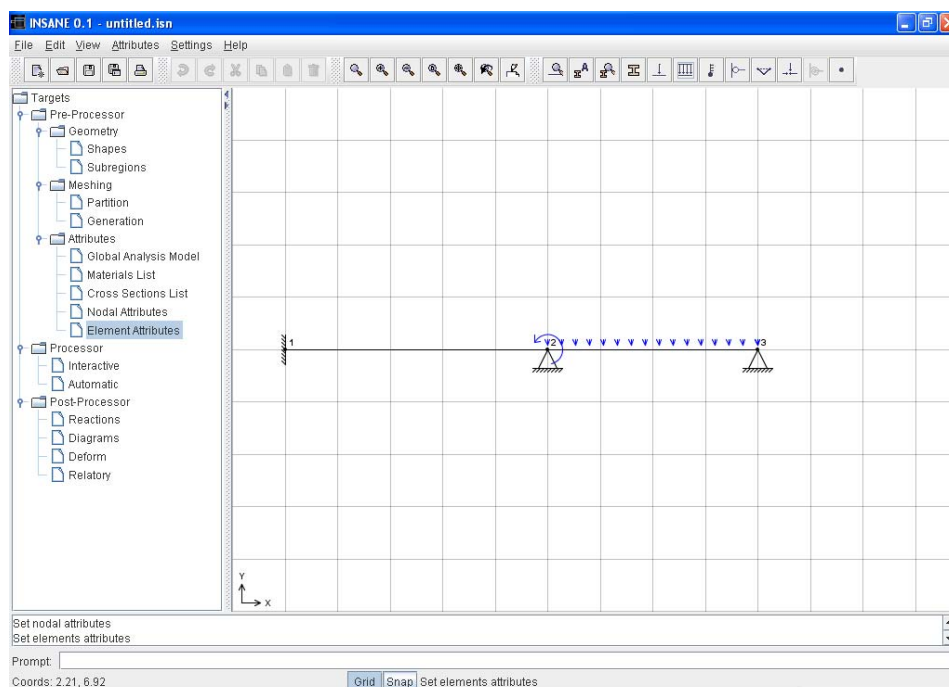 INSANE 0.1 - untitled.isn
File Edit View Attributes Settings Help
Targets
Pre-Processor
Geometry
Shapes
Subregions
Meshing
Partition
Generation
Attributes
Global Analysis Model
Materials List
Cross Sections List
Nodal Attributes
Element Attributes
Processor
Interactive
Automatic
Post-Processor
Reactions
Diagrams
Deform
Relatory
1 2 3
Y
X
Set nodal attributes
Set elements attributes
Prompt:
Coords: 2.21, 6.92 Grid Snap Set elements attributes